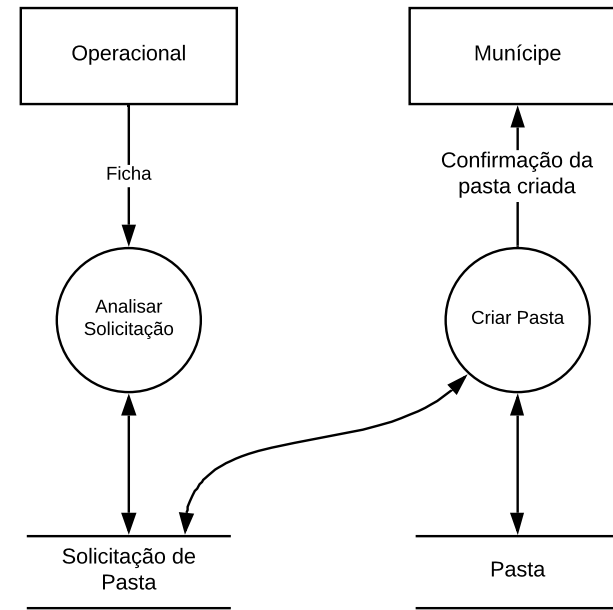 Operacional
Munícipe
Ficha
Confirmação da
pasta criada
Analisar
Solicitação
Criar Pasta
Solicitação de
Pasta
Pasta